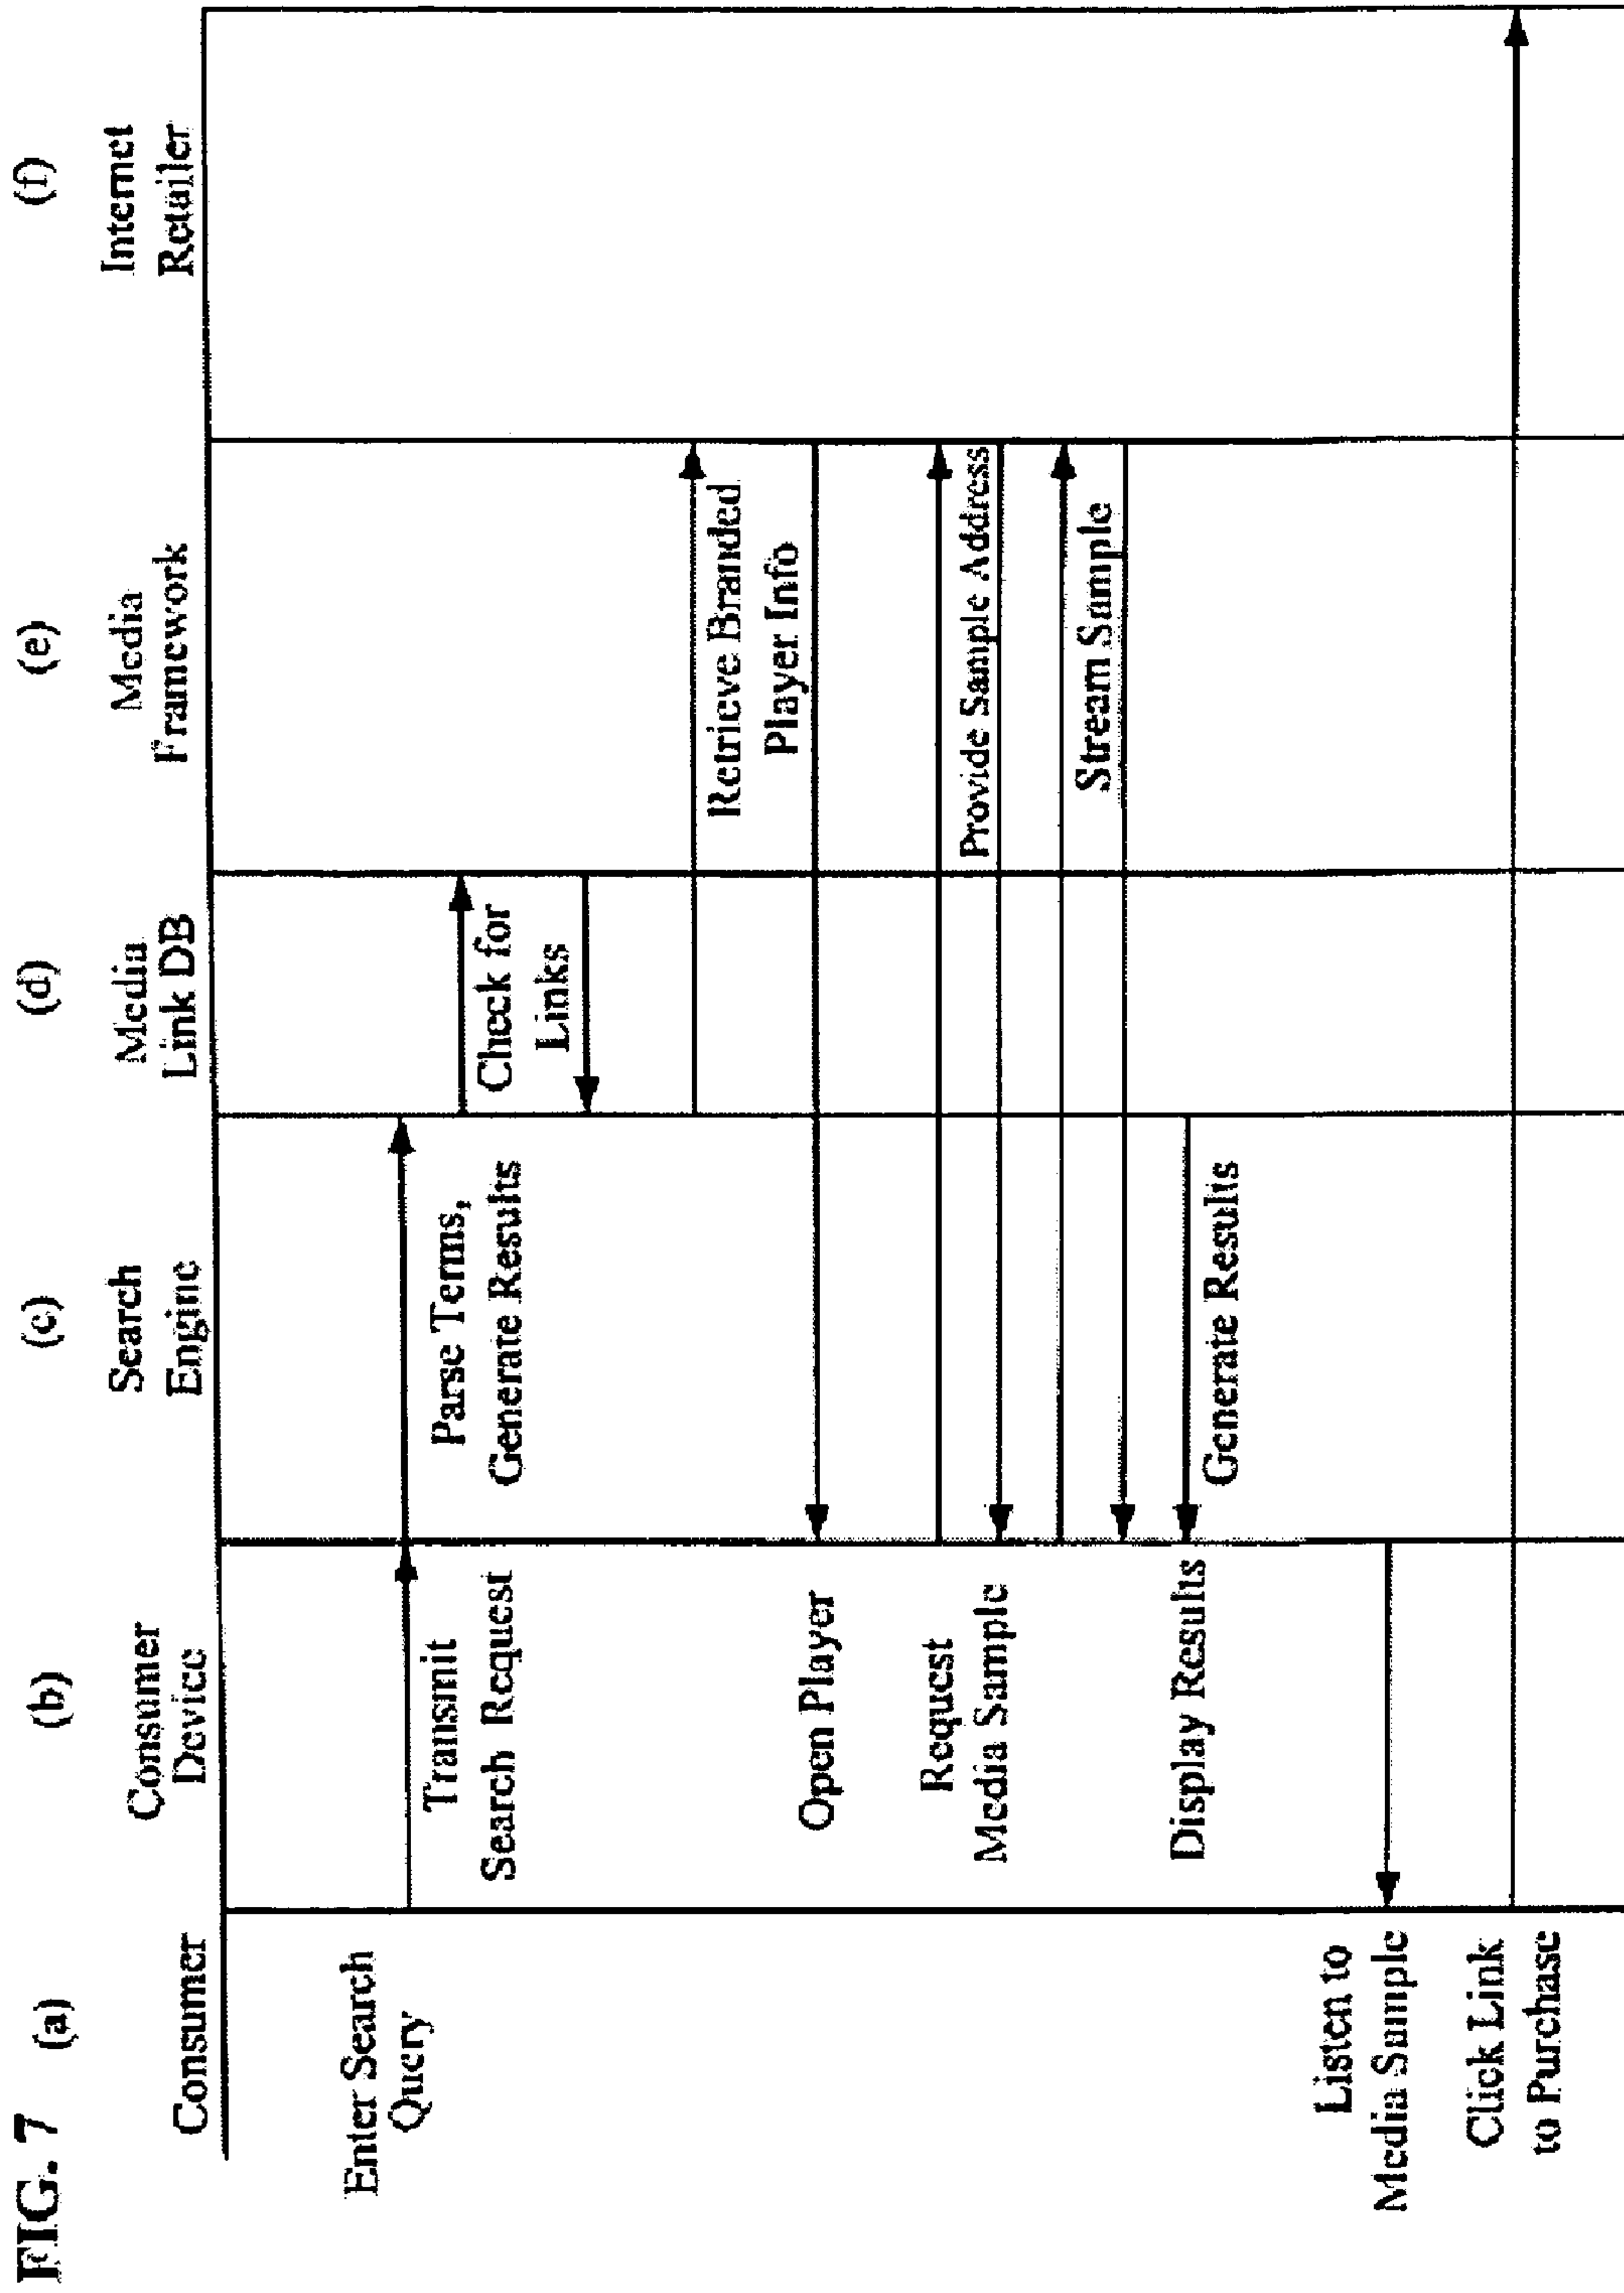 FIG. 7
(a)
(b)
(c)
(d)
(e)
(f)
Consumer
Consumer
Device
Search
Engine
Media
Link DB
Media
Framework
Internet
Retailer
Enter Search
Query
Transmit
Search Request
Parse Terms,
Generate Results
Check for
Links
Retrieve Branded
Player Info
Open Player
Request
Media Sample
Provide Sample Address
Stream Sample
Display Results
Generate Results
Listen to
Media Sample
Click Link
to Purchase